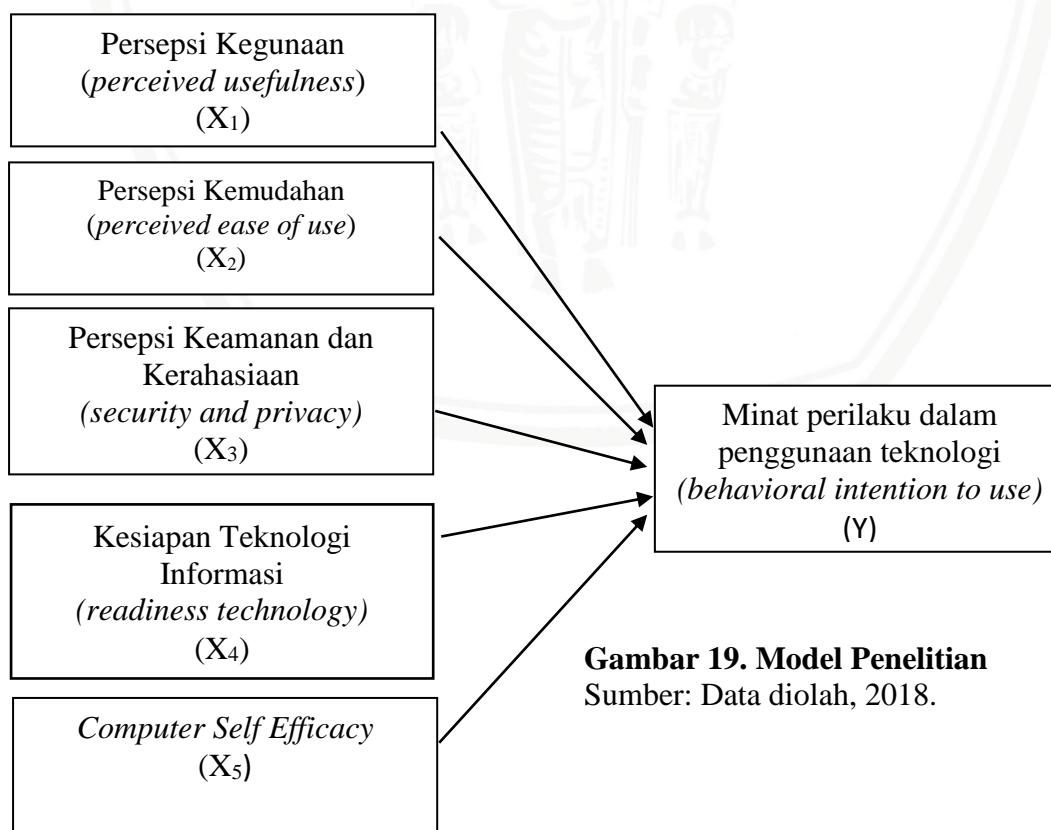 Persepsi Kegunaan
(perceived usefulness)
(X₁)
Persepsi Kemudahan
(perceived ease of use)
(X₂)
Persepsi Keamanan dan
Kerahasiaan
(security and privacy)
(X₃)
Kesiapan Teknologi
Informasi
(readiness technology)
(X₄)
Computer Self Efficacy
(X₅)
Minat perilaku dalam
penggunaan teknologi
(behavioral intention to use)
(Y)
Gambar 19. Model Penelitian
Sumber: Data diolah, 2018.